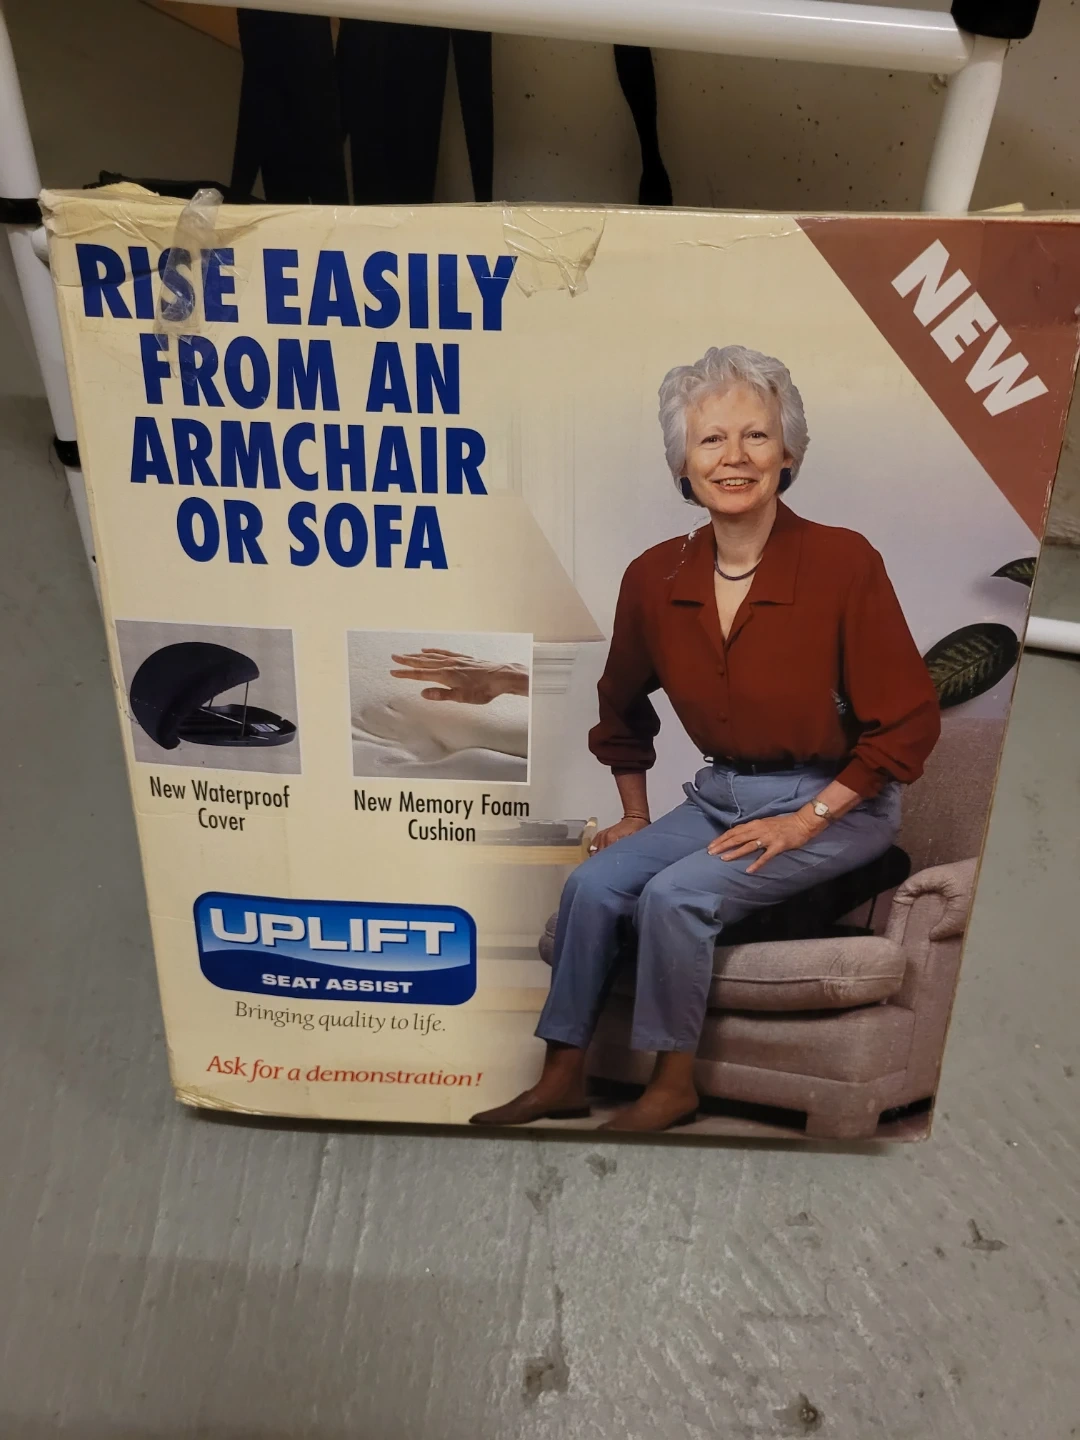 RISE EASILY
FROM AN
ARMCHAIR
OR SOFA
NEW
New Waterproof
Cover
New Memory Foam
Cushion
UPLIFT
SEAT ASSIST
Bringing quality to life.
Ask for a demonstration!